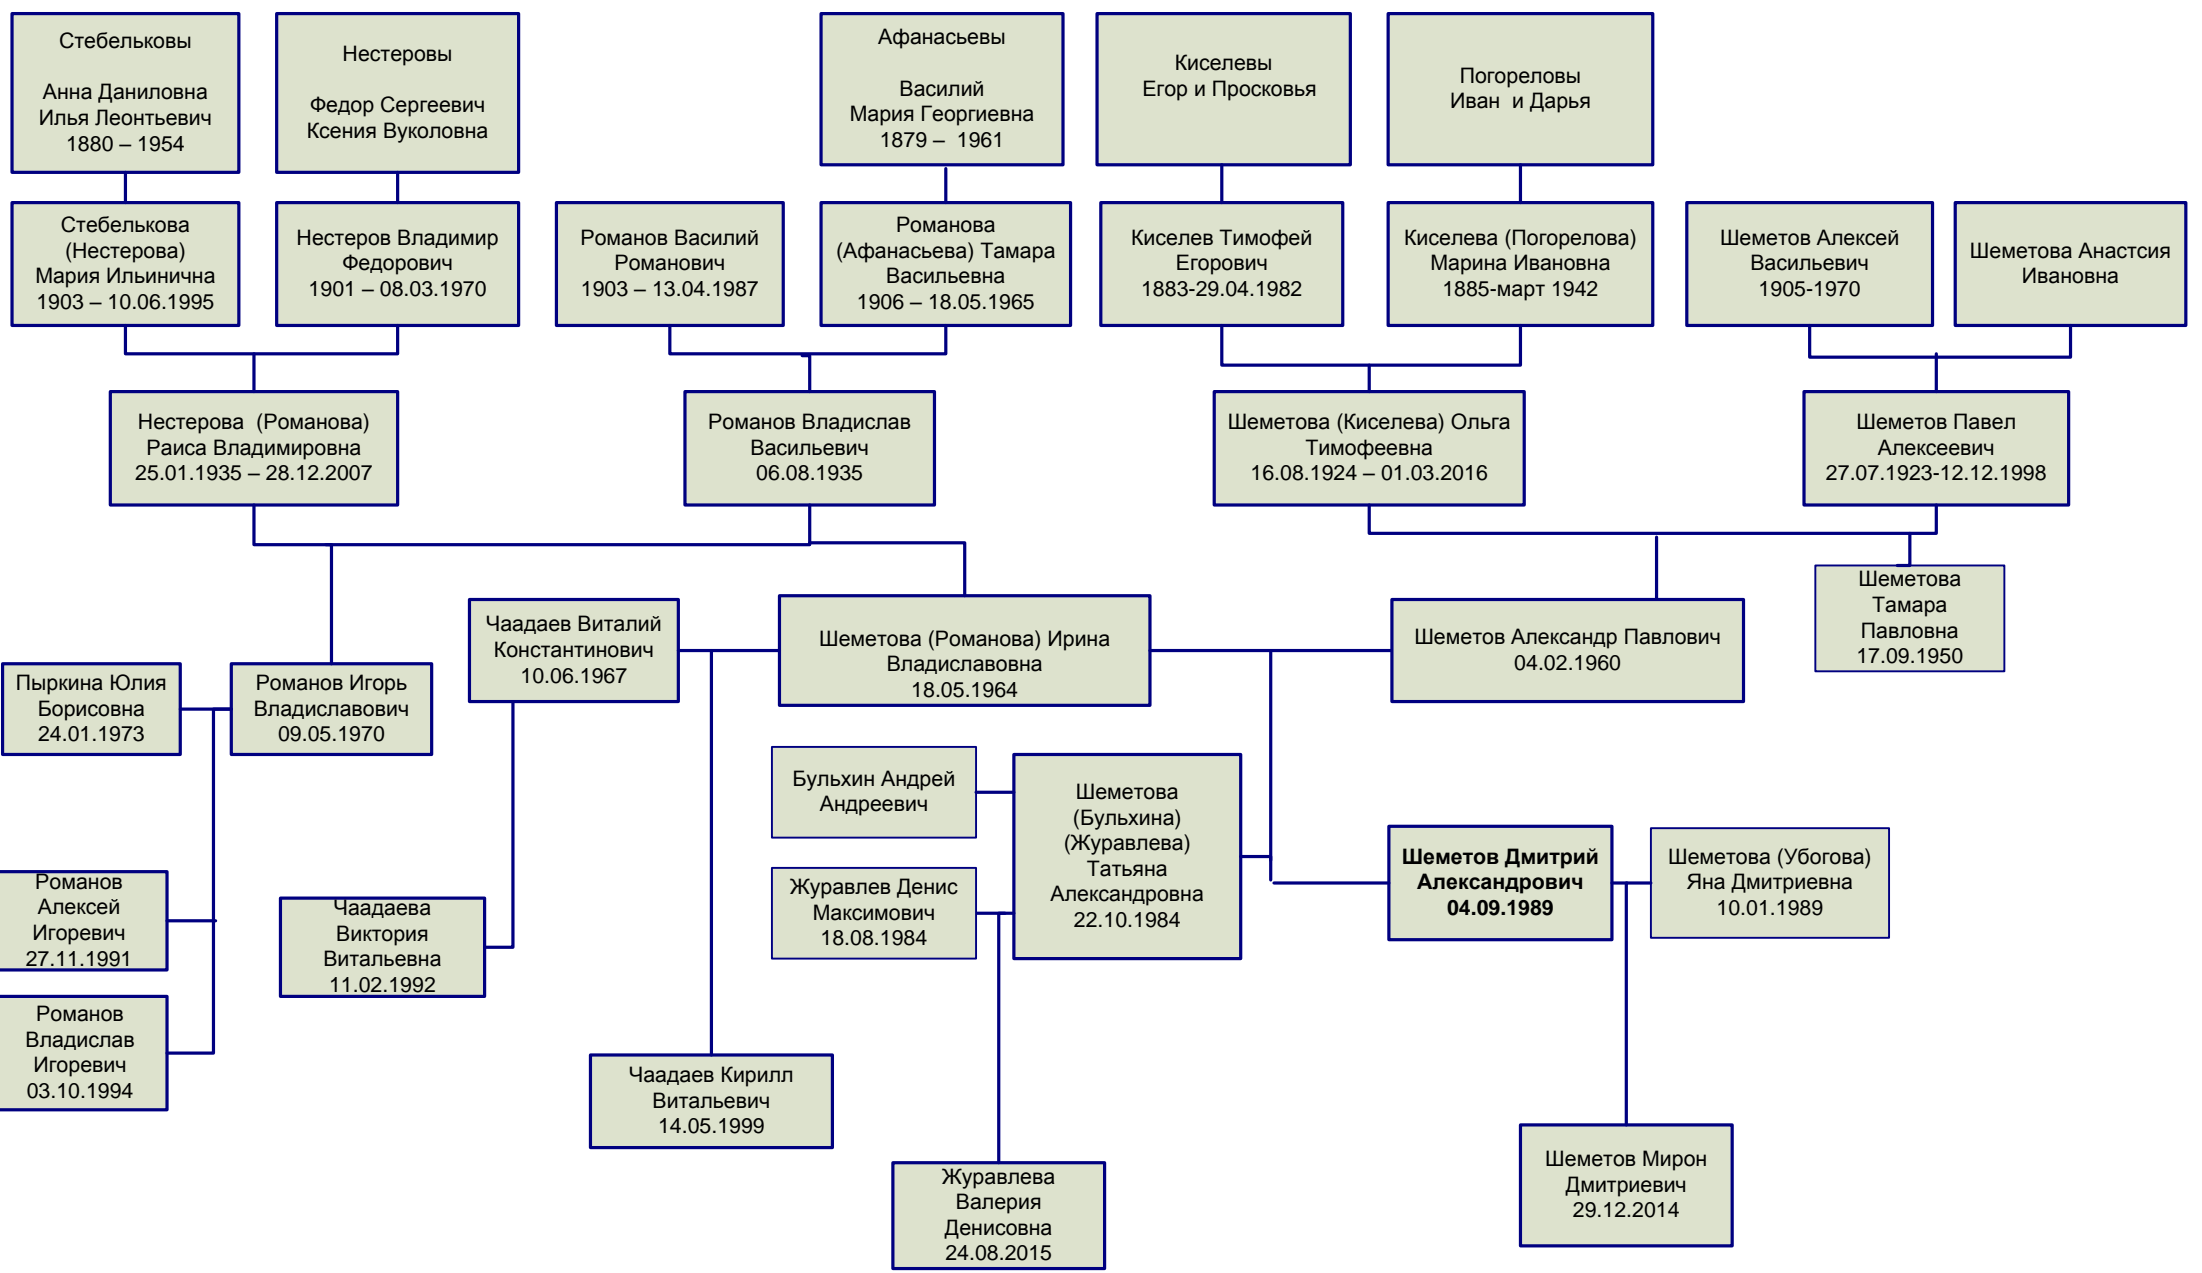 Стебельковы
Анна Даниловна
Илья Леонтьевич
1880 – 1954
Нестеровы
Федор Сергеевич
Ксения Вуколовна
Афанасьевы
Василий
Мария Георгиевна
1879 – 1961
Киселевы
Егор и Просковья
Погореловы
Иван и Дарья
Стебелькова
(Нестерова)
Мария Ильинична
1903 – 10.06.1995
Нестеров Владимир
Федорович
1901 – 08.03.1970
Романов Василий
Романович
1903 – 13.04.1987
Романова
(Афанасьева) Тамара
Васильевна
1906 – 18.05.1965
Киселев Тимофей
Егорович
1883-29.04.1982
Киселева (Погорелова)
Марина Ивановна
1885-март 1942
Шеметов Алексей
Васильевич
1905-1970
Шеметова Анастсия
Ивановна
Нестерова (Романова)
Раиса Владимировна
25.01.1935 – 28.12.2007
Романов Владислав
Васильевич
06.08.1935
Шеметова (Киселева) Ольга
Тимофеевна
16.08.1924 – 01.03.2016
Шеметов Павел
Алексеевич
27.07.1923-12.12.1998
Чаадаев Виталий
Константинович
10.06.1967
Шеметова (Романова) Ирина
Владиславовна
18.05.1964
Шеметов Александр Павлович
04.02.1960
Шеметова
Тамара
Павловна
17.09.1950
Пыркина Юлия
Борисовна
24.01.1973
Романов Игорь
Владиславович
09.05.1970
Бульхин Андрей
Андреевич
Шеметова
(Бульхина)
(Журавлева)
Татьяна
Александровна
22.10.1984
Журавлев Денис
Максимович
18.08.1984
Шеметов Дмитрий
Александрович
04.09.1989
Шеметова (Убогова)
Яна Дмитриевна
10.01.1989
Романов
Алексей
Игоревич
27.11.1991
Чаадаева
Виктория
Витальевна
11.02.1992
Романов
Владислав
Игоревич
03.10.1994
Чаадаев Кирилл
Витальевич
14.05.1999
Журавлева
Валерия
Денисовна
24.08.2015
Шеметов Мирон
Дмитриевич
29.12.2014